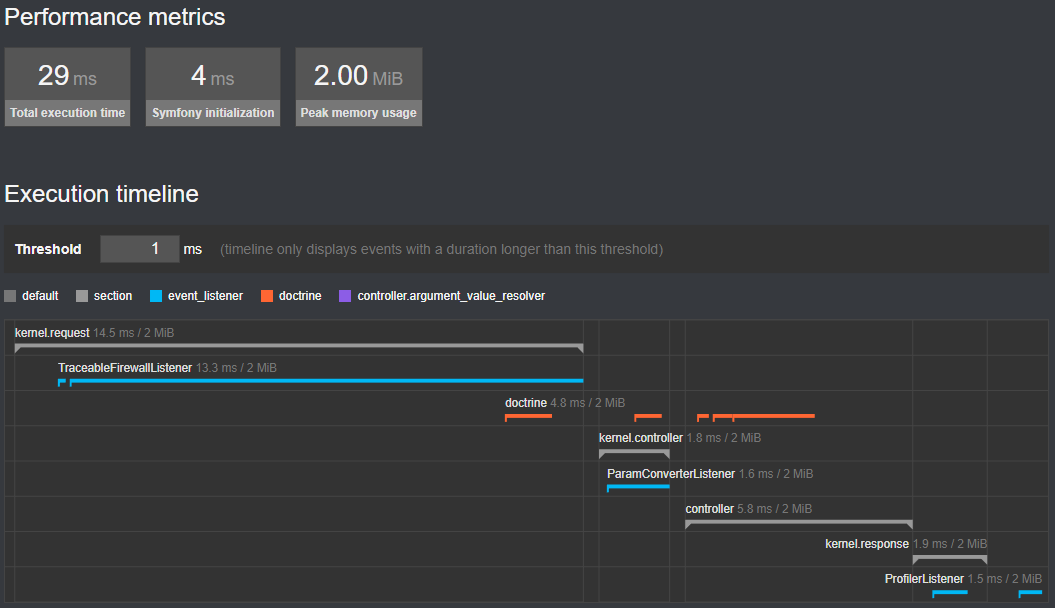 Performance metrics
29 ms
Total execution time
4 ms
Symfony initialization
2.00 MiB
Peak memory usage
Execution timeline
Threshold 1 ms (timeline only displays events with a duration longer than this threshold)
default section event_listener doctrine controller.argument_value_resolver
kernel.request 14.5 ms / 2 MiB
TraceableFirewallListener 13.3 ms / 2 MiB
doctrine 4.8 ms / 2 MiB
kernel.controller 1.8 ms / 2 MiB
ParamConverterListener 1.6 ms / 2 MiB
controller 5.8 ms / 2 MiB
kernel.response 1.9 ms / 2 MiB
ProfilerListener 1.5 ms / 2 MiB